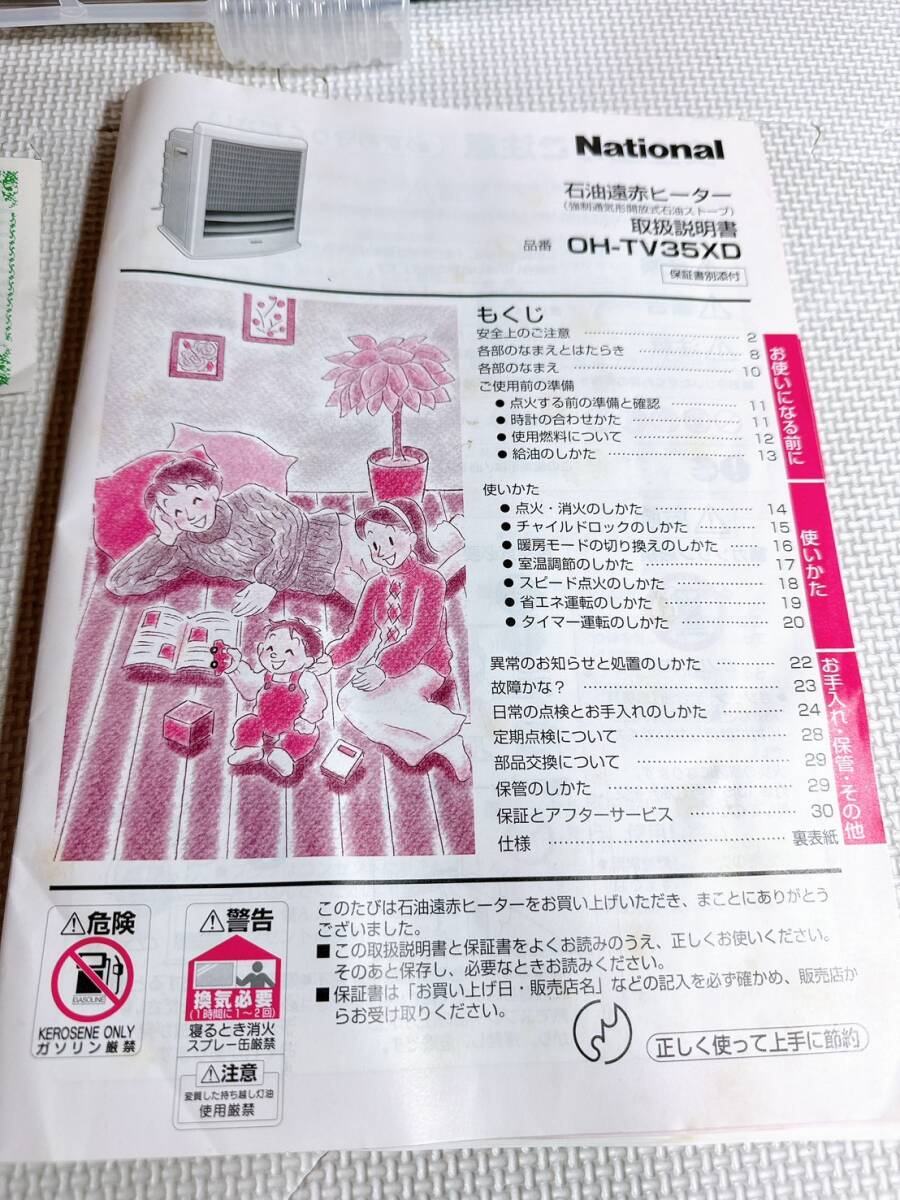 National
石油遠赤ヒーター
(強制通気形開放式石油ストーブ)
取扱説明書
品番 OH-TV35XD
保証書別添付
もくじ
安全上のご注意 2
各部のなまえとはたらき 8
各部のなまえ 10
ご使用前の準備
● 点火する前の準備と確認 11
● 時計の合わせかた 11
● 使用燃料について 12
● 給油のしかた 13
お使いになる前に
使いかた
● 点火・消火のしかた 14
● チャイルドロックのしかた 15
● 暖房モードの切り換えのしかた 16
● 室温調節のしかた 17
● スピード点火のしかた 18
● 省エネ運転のしかた 19
● タイマー運転のしかた 20
使いかた
異常のお知らせと処置のしかた 22
故障かな? 23
日常の点検とお手入れのしかた 24
定期点検について 28
部品交換について 29
保管のしかた 29
保証とアフターサービス 30
仕様 裏表紙
お手入れ・保管・その他
危険
GASOLINE
KEROSENE ONLY
ガソリン厳禁
警告
換気必要
(1時間に1〜2回)
寝るとき消火
スプレー缶厳禁
注意
変質した持ち越し灯油
使用厳禁
このたびは石油遠赤ヒーターをお買い上げいただき、まことにありがとう
ございました。
■ この取扱説明書と保証書をよくお読みのうえ、正しくお使いください。
そのあと保存し、必要なときお読みください。
■ 保証書は「お買い上げ日・販売店名」などの記入を必ず確かめ、販売店か
らお受け取りください。
正しく使って上手に節約